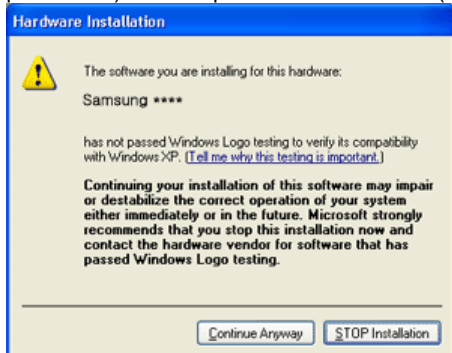 Hardware Installation
The software you are installing for this hardware:
Samsung ****
has not passed Windows Logo testing to verify its compatibility
with Windows XP. (Tell me why this testing is important.)
Continuing your installation of this software may impair
or destabilize the correct operation of your system
either immediately or in the future. Microsoft strongly
recommends that you stop this installation now and
contact the hardware vendor for software that has
passed Windows Logo testing.
Continue Anyway
STOP Installation